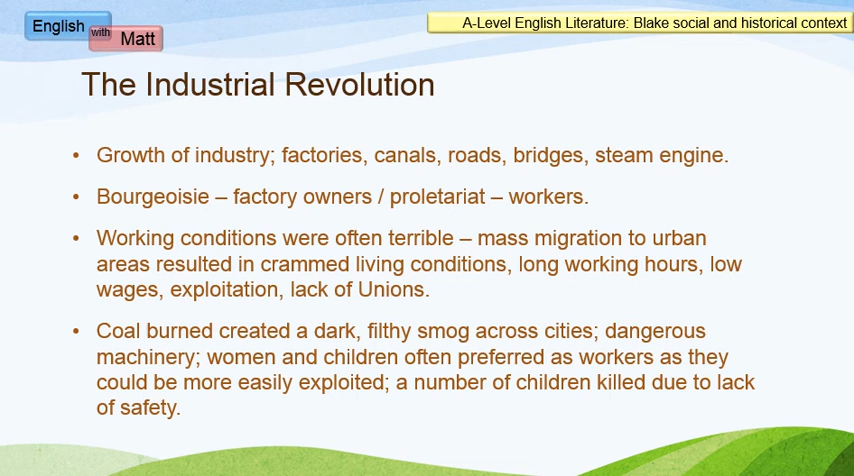 English
with
Matt
A-Level English Literature: Blake social and historical context
The Industrial Revolution
• Growth of industry; factories, canals, roads, bridges, steam engine.
• Bourgeoisie – factory owners / proletariat – workers.
• Working conditions were often terrible – mass migration to urban
areas resulted in crammed living conditions, long working hours, low
wages, exploitation, lack of Unions.
• Coal burned created a dark, filthy smog across cities; dangerous
machinery; women and children often preferred as workers as they
could be more easily exploited; a number of children killed due to lack
of safety.